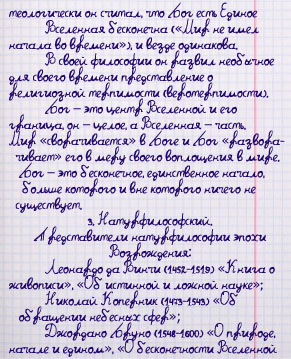 теологически он считал, что Бог есть Единое
Вселенная бесконечна («Мир не имел
начала во времени»), и везде одинакова.
В своей философии он развил необычное
для своего времени представление о
религиозной терпимости (веротерпимости).
Бог – это центр Вселенной и его
граница, он – целое, а Вселенная – часть.
Мир «сворачивается» в Боге и Бог «развора-
чивает» его в меру своего воплощения в мире.
Бог – это бесконечное, единственное начало,
больше которого и вне которого ничего не
существует.
3. Натурфилософский.
Представители натурфилософии эпохи
Возрождения:
Леонардо да Винчи (1452-1519) «Книга о
живописи», «Об истинной и ложной науке»;
Николай Коперник (1473-1543) «Об
обращении небесных сфер»;
Джордано Бруно (1548-1600) «О природе,
начале и едином», «О бесконечности Вселенной